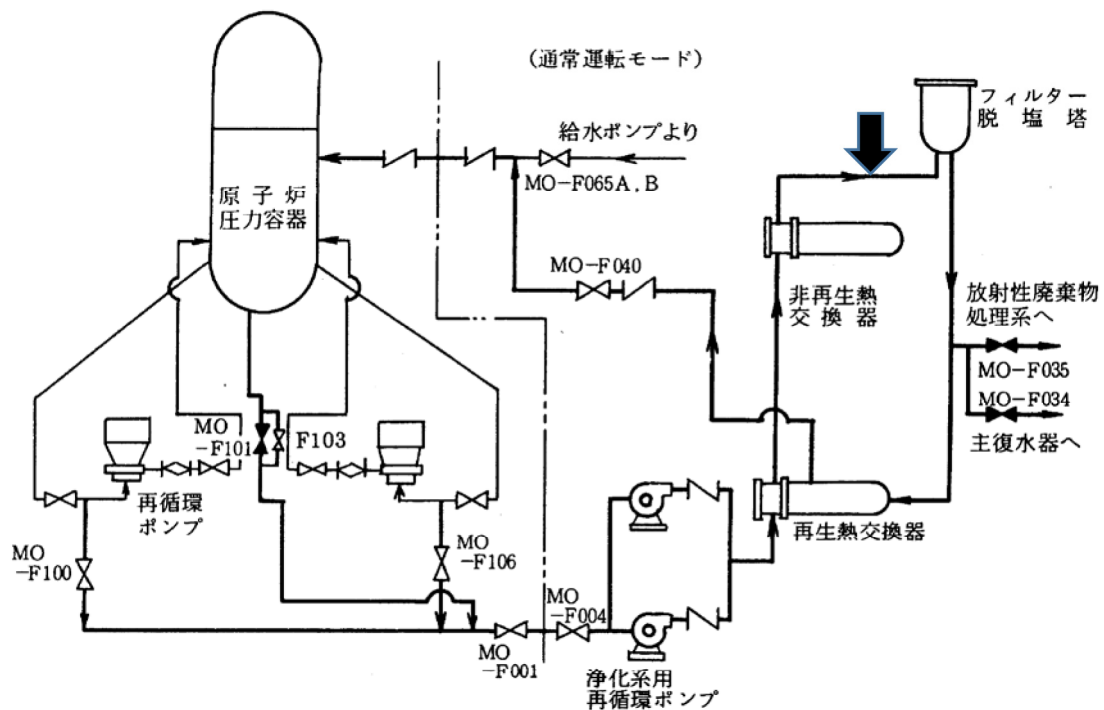 (通常運転モード)
フィルター
脱塩塔
給水ポンプより
MO-F065A.B
原子炉
圧力容器
MO-F040
非再生熱
交換器
放射性廃棄物
処理系へ
MO-F035
MO-F034
主復水器へ
MO
-F101
F103
再循環
ポンプ
再生熱交換器
MO
-F100
MO
-F106
MO
-F004
MO
-F001
浄化系用
再循環ポンプ